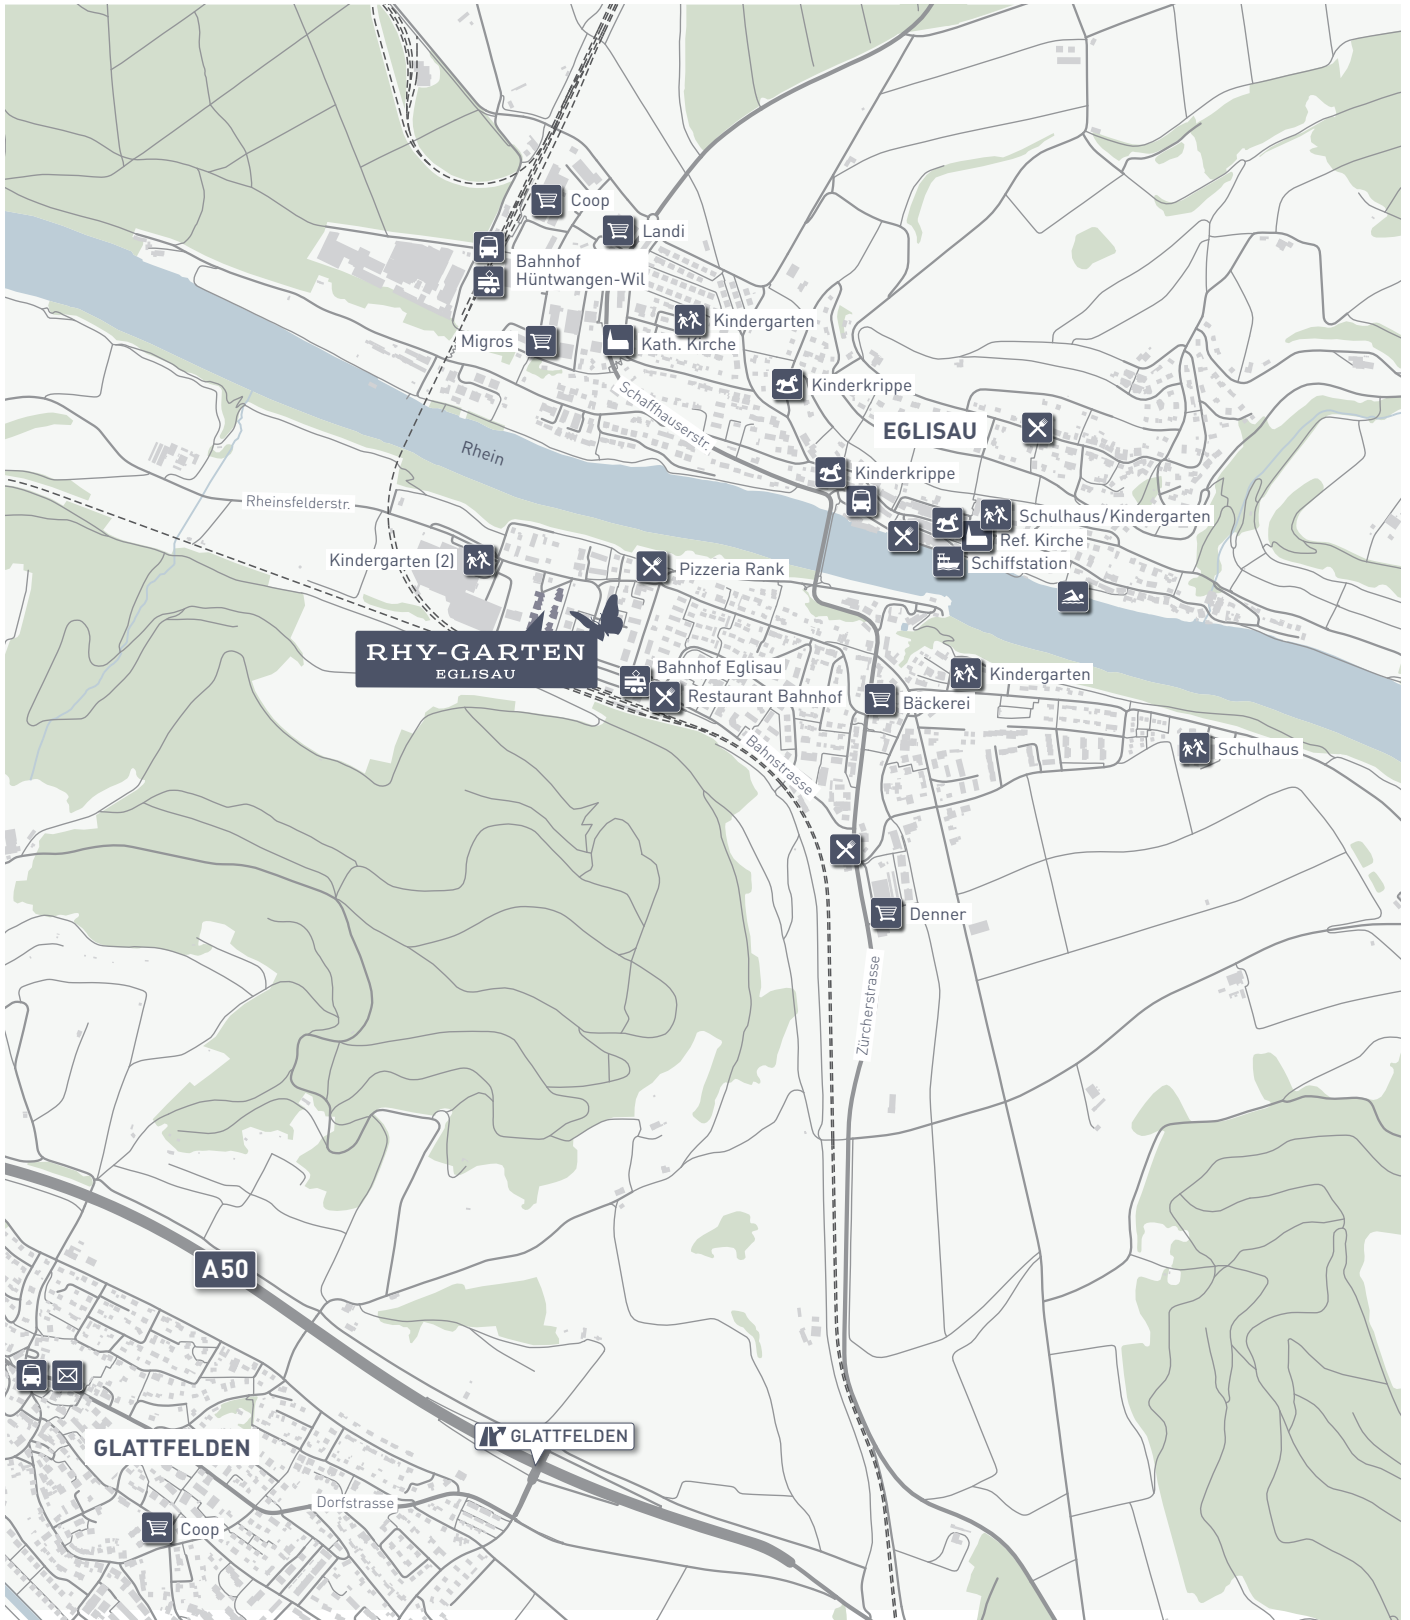 Coop
Landi
Bahnhof
Hüntwangen-Wil
Kindergarten
Migros
Kath. Kirche
Kinderkrippe
Schaffhauserstr.
EGLISAU
Rhein
Kinderkrippe
Rheinsfelderstr.
Schulhaus/Kindergarten
Ref. Kirche
Kindergarten (2)
Schiffstation
Pizzeria Rank
RHY-GARTEN
EGLISAU
Bahnhof Eglisau
Kindergarten
Restaurant Bahnhof
Bäckerei
Schulhaus
Bahnstrasse
Denner
Zürcherstrasse
A50
GLATTFELDEN
GLATTFELDEN
Dorfstrasse
Coop